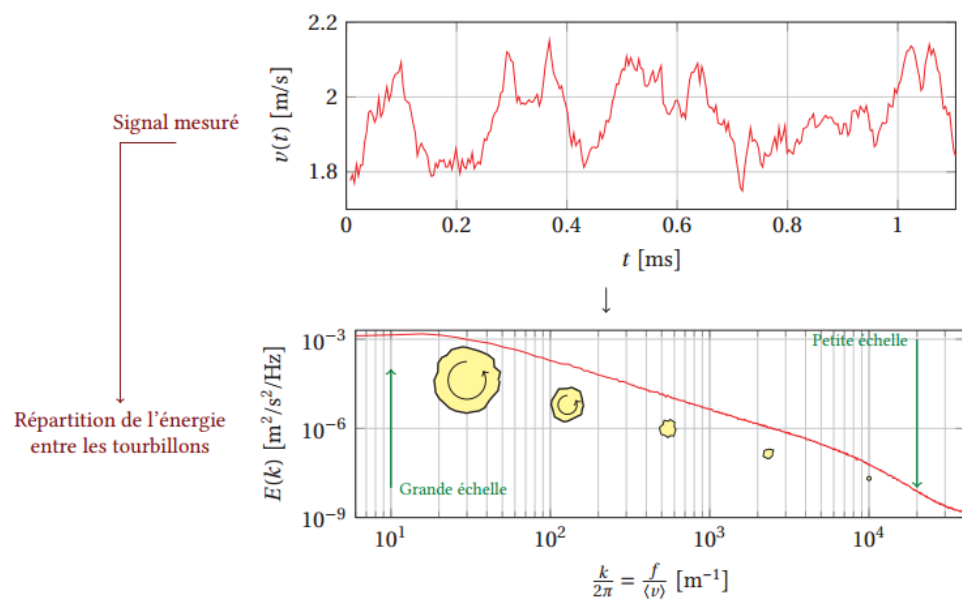 2.2
2
1.8
v(t) [m/s]
0
0.2
0.4
0.6
0.8
1
t [ms]
Signal mesuré
Répartition de l'énergie
entre les tourbillons
10⁻³
10⁻⁶
10⁻⁹
E(k) [m²/s²/Hz]
Grande échelle
Petite échelle
10¹
10²
10³
10⁴
k/2π = f/⟨v⟩ [m⁻¹]